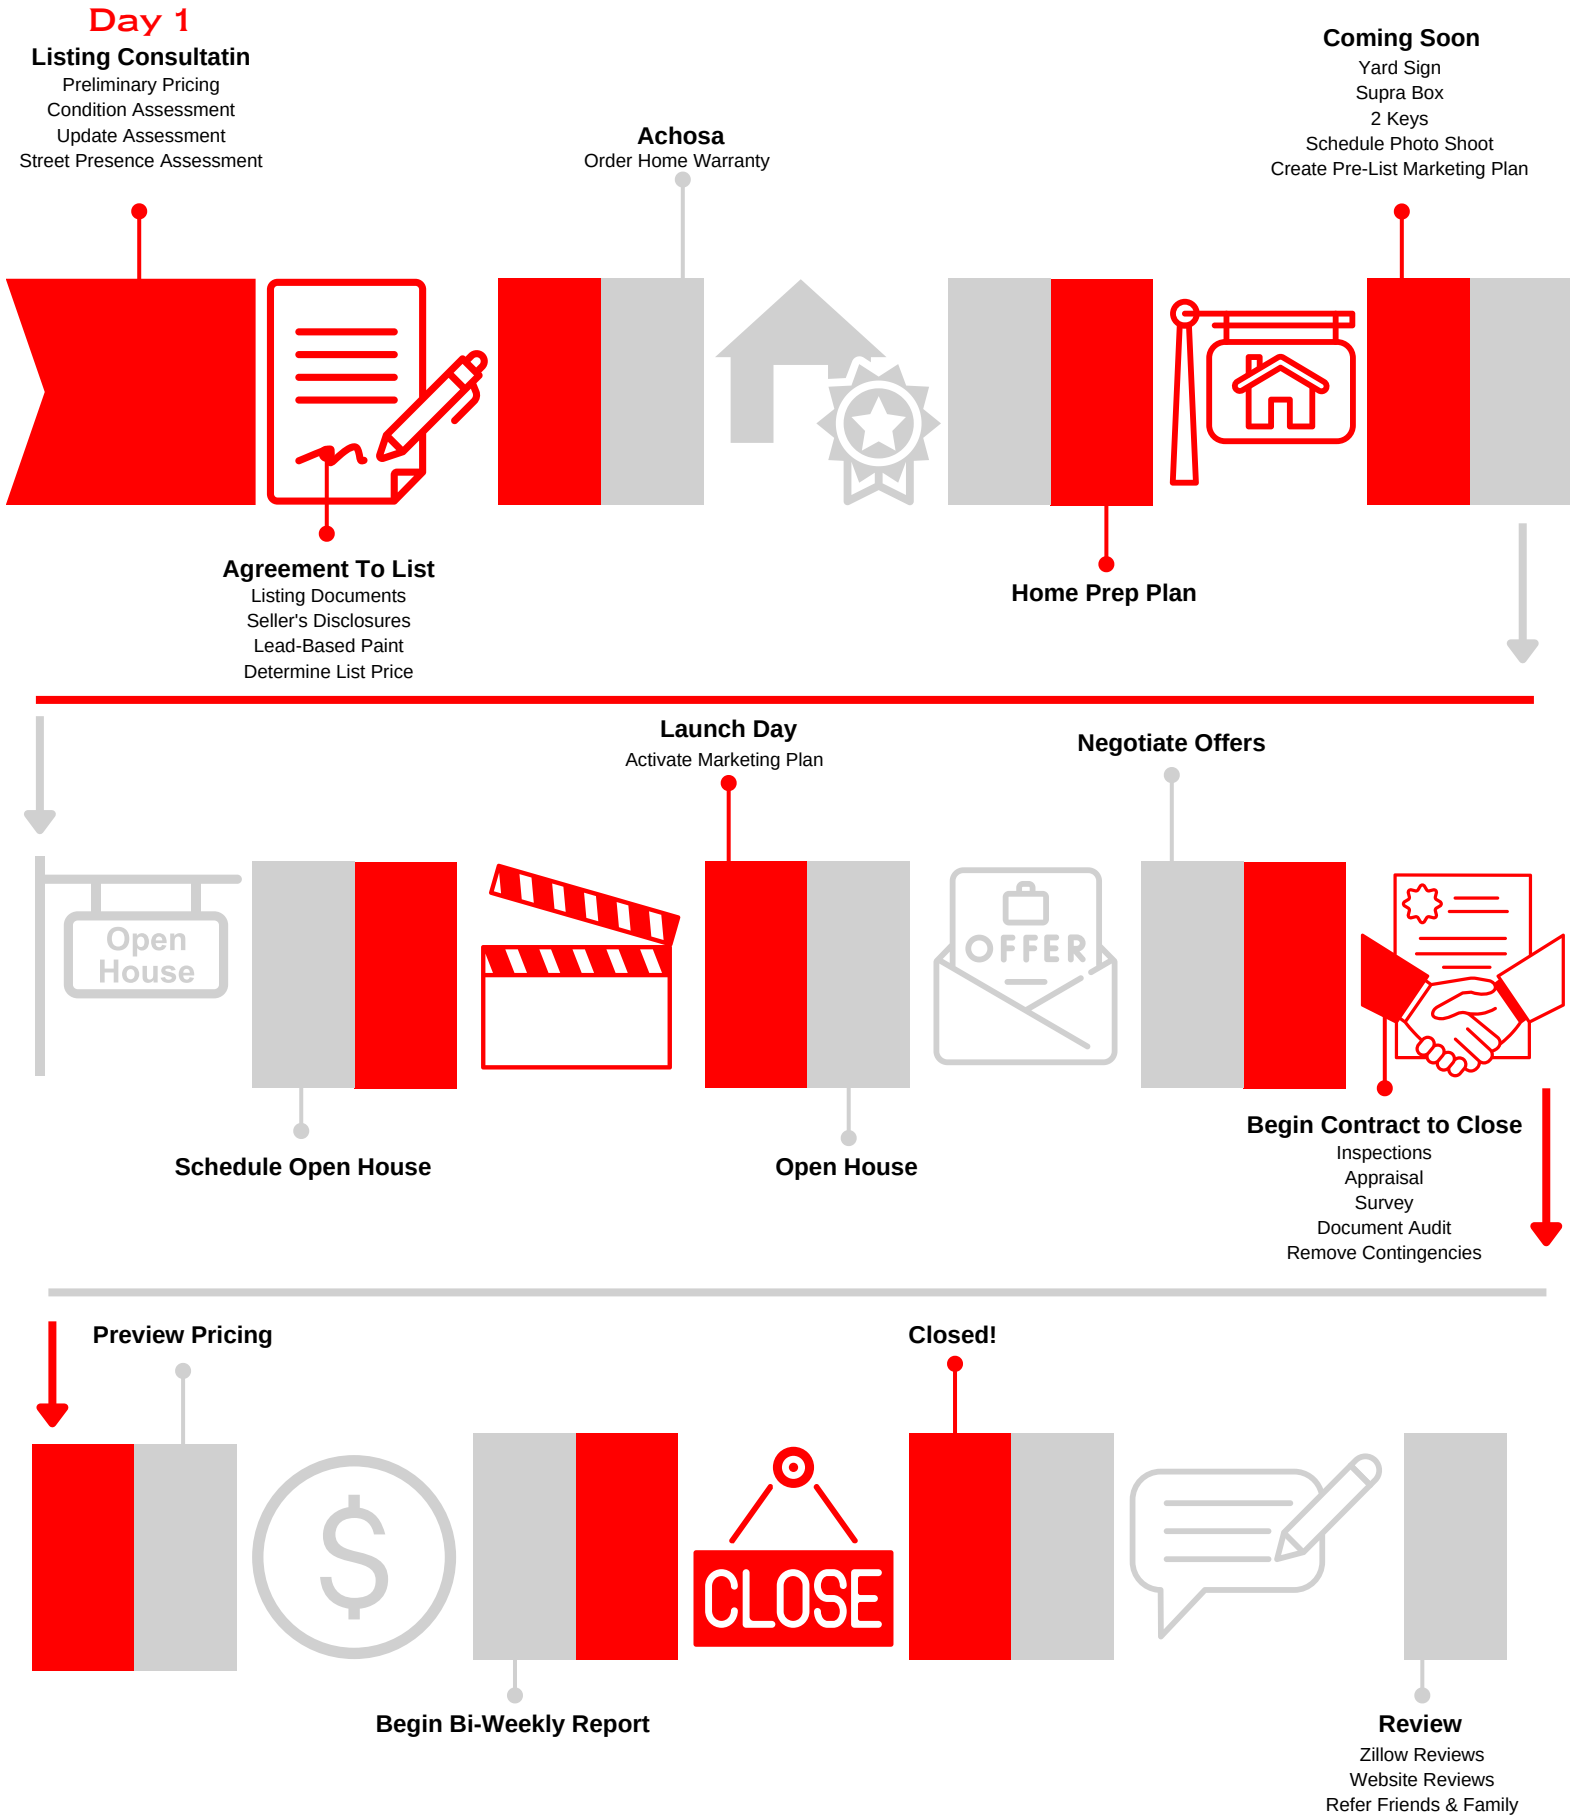 Day 1
Listing Consultatin
Preliminary Pricing
Condition Assessment
Update Assessment
Street Presence Assessment
Achosa
Order Home Warranty
Coming Soon
Yard Sign
Supra Box
2 Keys
Schedule Photo Shoot
Create Pre-List Marketing Plan
Agreement To List
Listing Documents
Seller's Disclosures
Lead-Based Paint
Determine List Price
Home Prep Plan
Launch Day
Activate Marketing Plan
Negotiate Offers
Open
House
OFFER
Schedule Open House
Open House
Begin Contract to Close
Inspections
Appraisal
Survey
Document Audit
Remove Contingencies
Preview Pricing
Closed!
$
CLOSE
Begin Bi-Weekly Report
Review
Zillow Reviews
Website Reviews
Refer Friends & Family